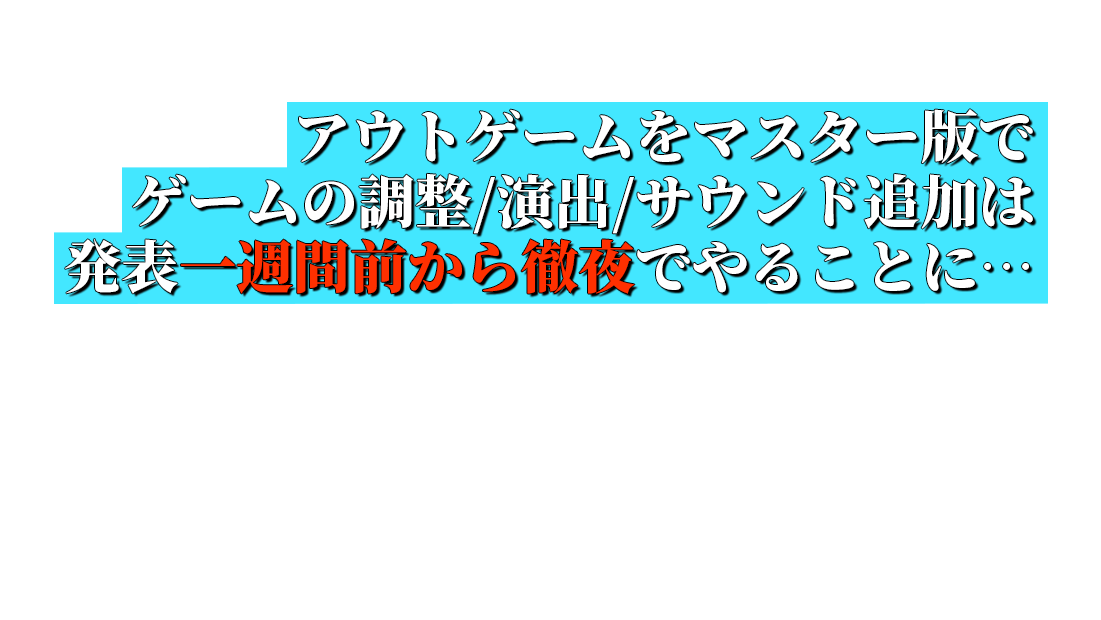 アウトゲームをマスター版で
ゲームの調整/演出/サウンド追加は
発表一週間前から徹夜でやることに…